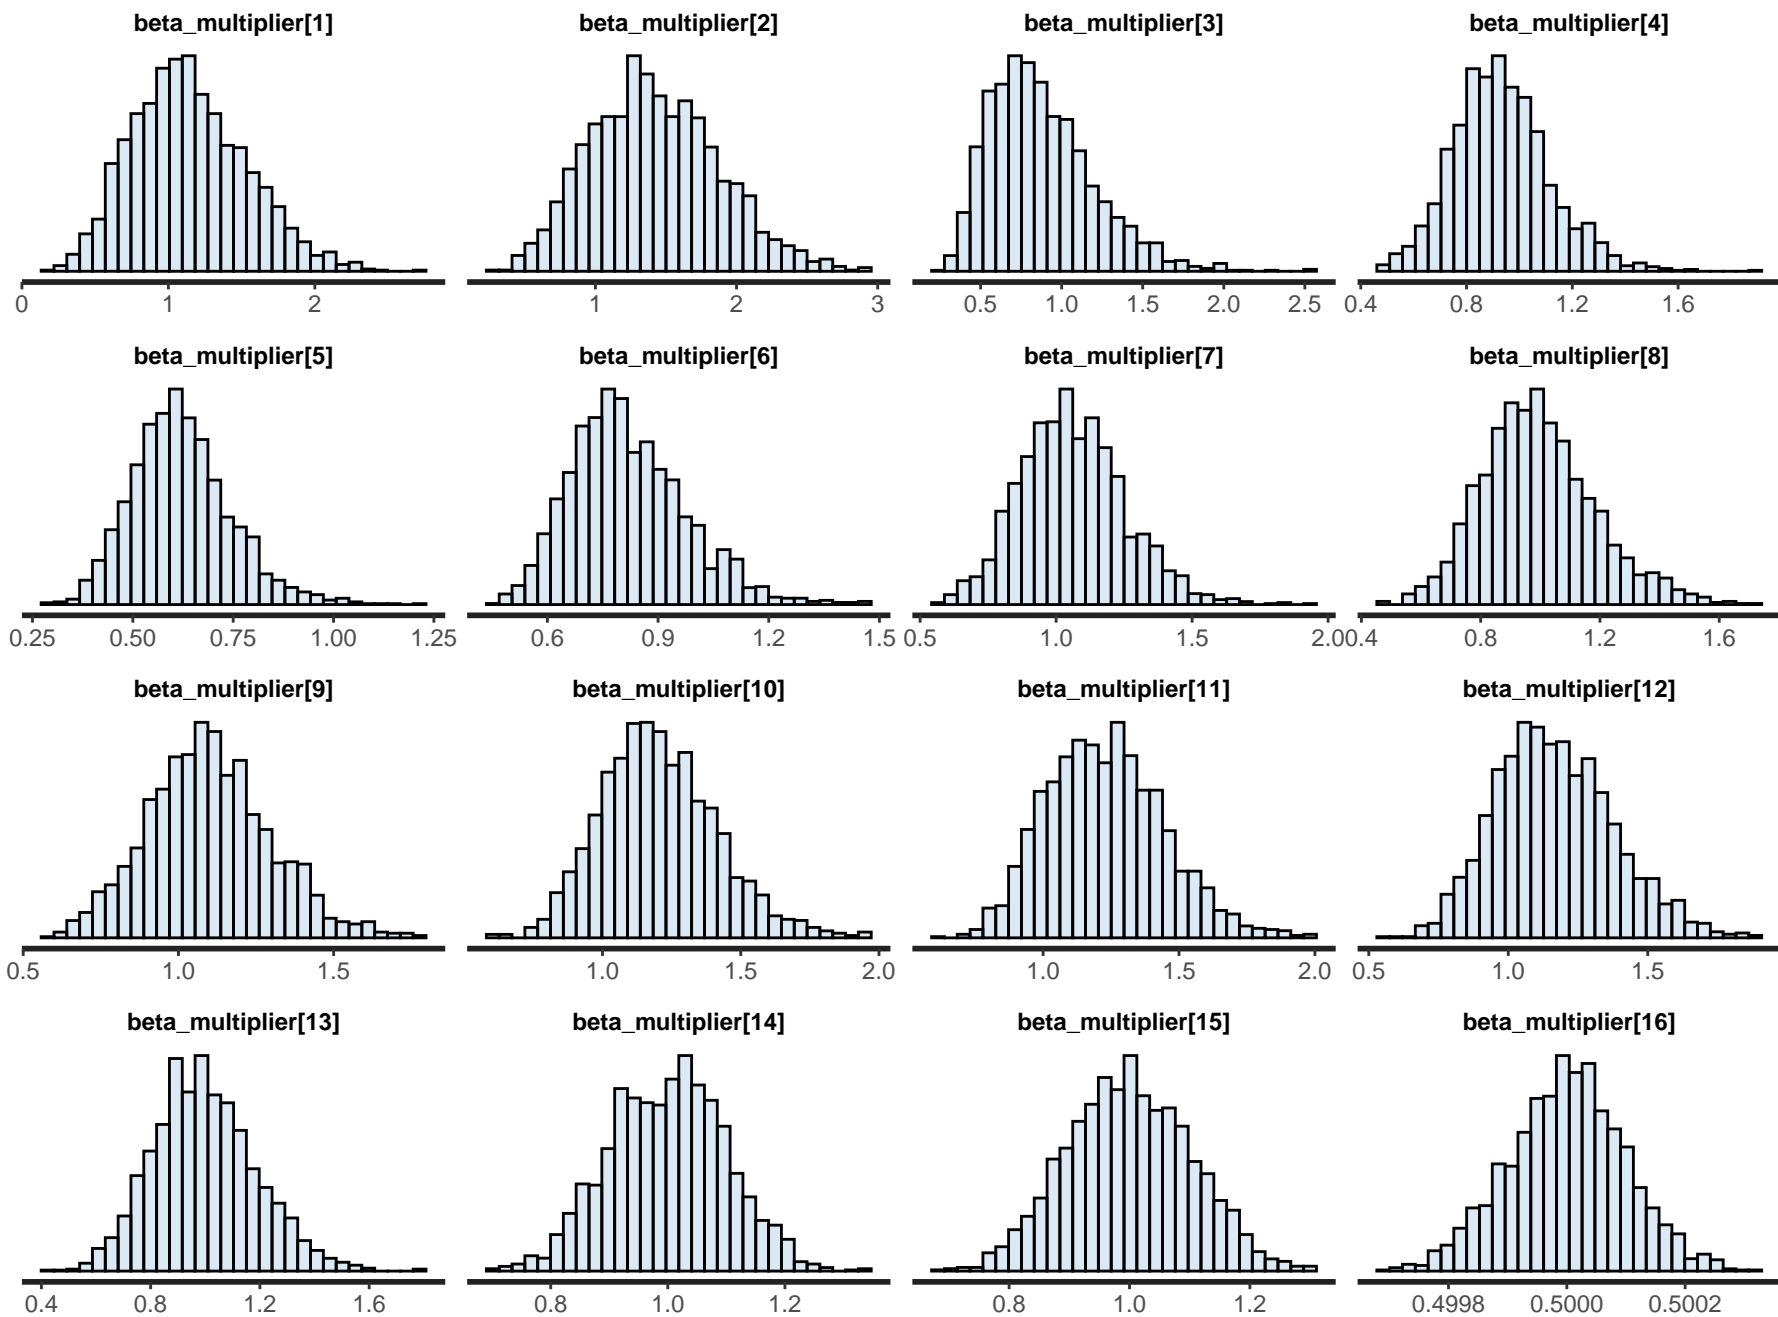 beta_multiplier[1] beta_multiplier[2] beta_multiplier[3] beta_multiplier[4]
0 1 2 1 2 3 0.5 1.0 1.5 2.0 2.5 0.4 0.8 1.2 1.6
beta_multiplier[5] beta_multiplier[6] beta_multiplier[7] beta_multiplier[8]
0.25 0.50 0.75 1.00 1.25 0.6 0.9 1.2 1.5 0.5 1.0 1.5 2.0 0.4 0.8 1.2 1.6
beta_multiplier[9] beta_multiplier[10] beta_multiplier[11] beta_multiplier[12]
0.5 1.0 1.5 1.0 1.5 2.0 1.0 1.5 2.0 0.5 1.0 1.5
beta_multiplier[13] beta_multiplier[14] beta_multiplier[15] beta_multiplier[16]
0.4 0.8 1.2 1.6 0.8 1.0 1.2 0.8 1.0 1.2 0.4998 0.5000 0.5002